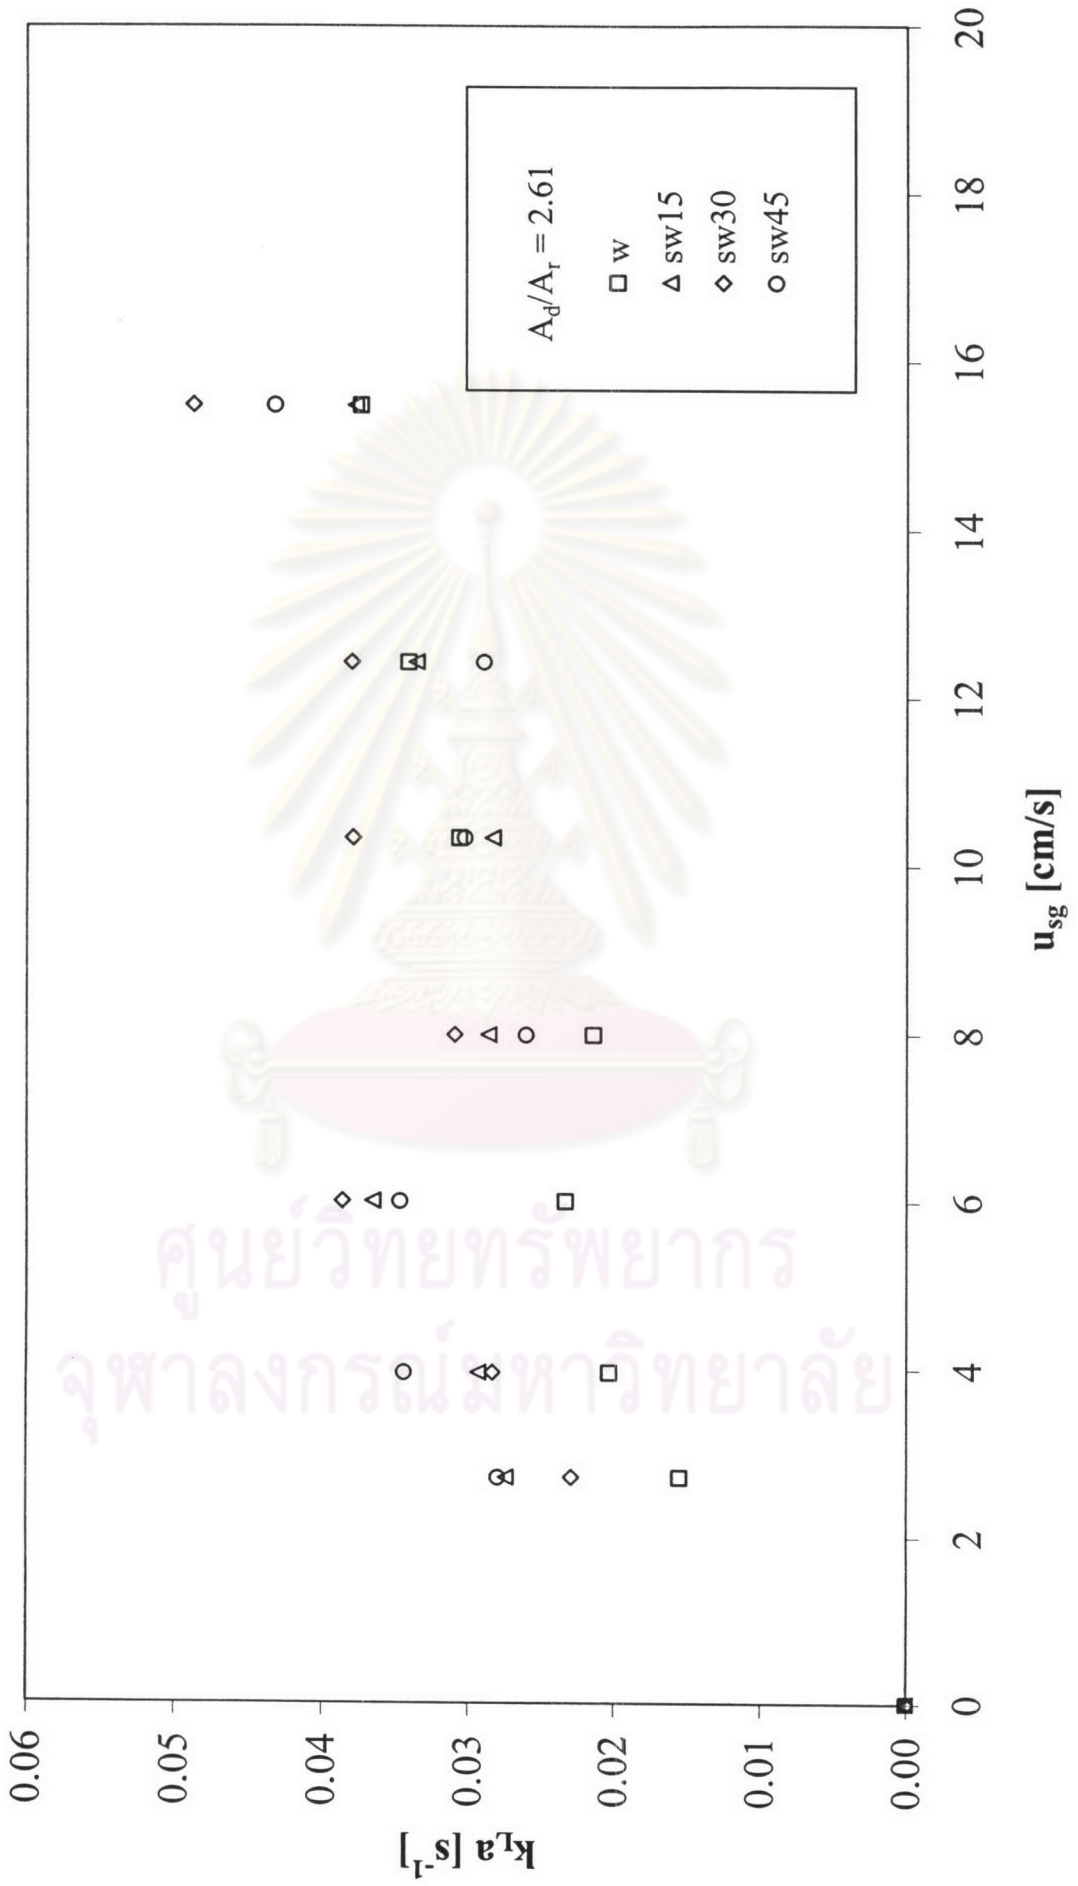 0.06
0.05
0.04
0.03
0.02
0.01
0.00
k_La [s⁻¹]
A_d/A_r = 2.61
w
sw15
sw30
sw45
0 2 4 6 8 10 12 14 16 18 20
u_sg [cm/s]
ศูนย์วิทยทรัพยากร
จุฬาลงกรณ์มหาวิทยาลัย